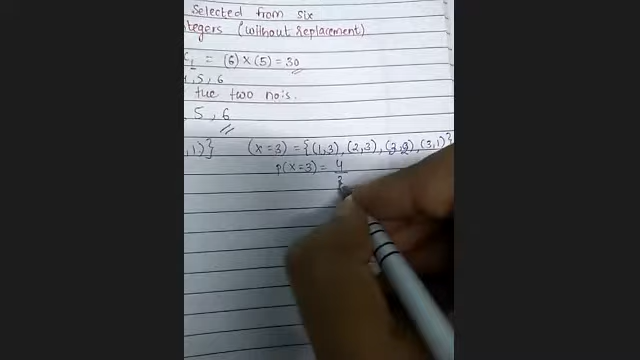 Selected from six
tegers (without replacement)
= (6) × (5) = 30
, 5, 6
the two no's.
, 5, 6
, 1)} (x = 3) = {(1,3), (2,3), (3,2), (3,1)}
p(x = 3) = 4